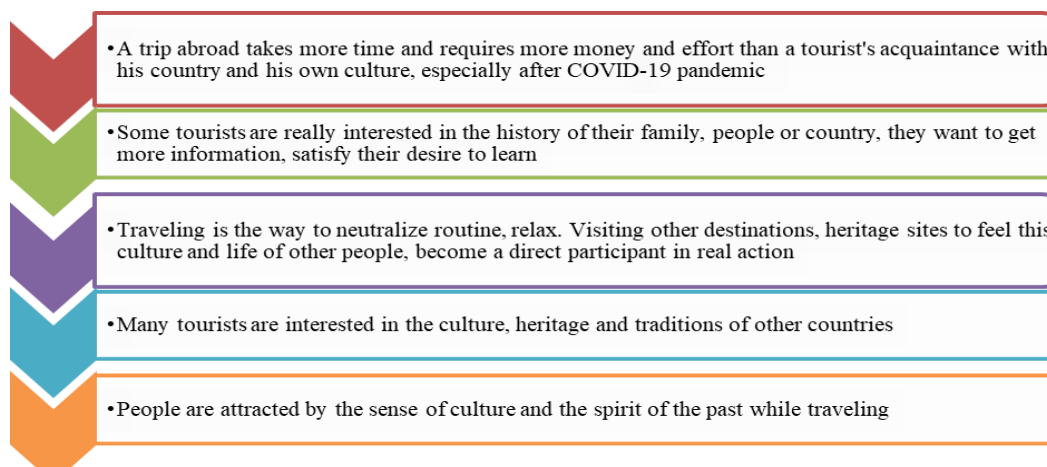 •A trip abroad takes more time and requires more money and effort than a tourist's acquaintance with
his country and his own culture, especially after COVID-19 pandemic
•Some tourists are really interested in the history of their family, people or country, they want to get
more information, satisfy their desire to learn
•Traveling is the way to neutralize routine, relax. Visiting other destinations, heritage sites to feel this
culture and life of other people, become a direct participant in real action
•Many tourists are interested in the culture, heritage and traditions of other countries
•People are attracted by the sense of culture and the spirit of the past while traveling